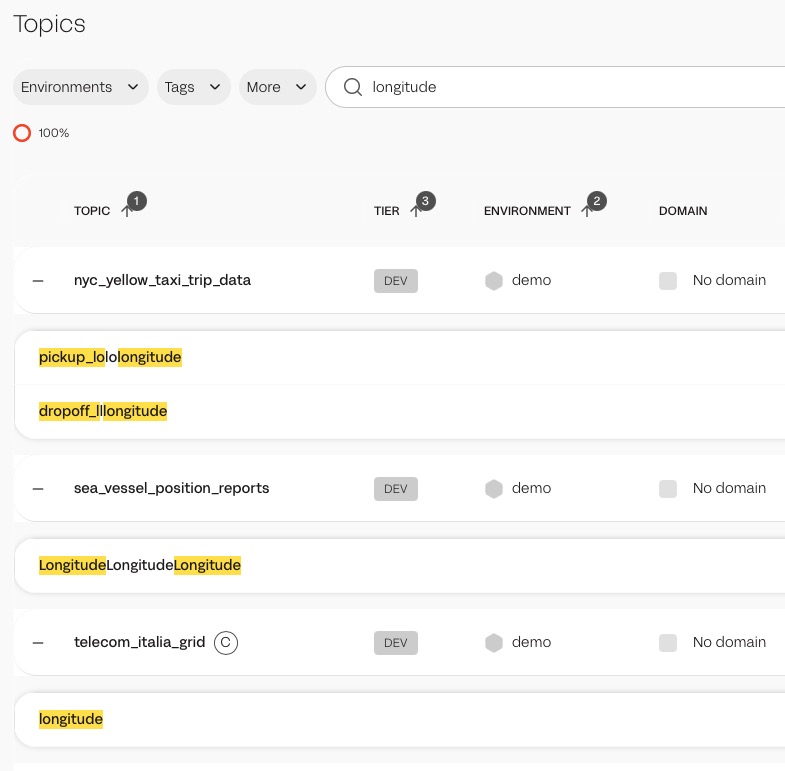 Topics
Environments Tags More longitude
100%
TOPIC 1 TIER 3 ENVIRONMENT 2 DOMAIN
nyc_yellow_taxi_trip_data DEV demo No domain
pickup_lololongitude
dropoff_lllongitude
sea_vessel_position_reports DEV demo No domain
LongitudeLongitudeLongitude
telecom_italia_grid C DEV demo No domain
longitude